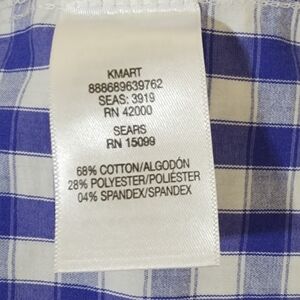 KMART
888689639762
SEAS: 3919
RN 42000
SEARS
RN 15099
68% COTTON/ALGODÓN
28% POLYESTER/POLIÉSTER
04% SPANDEX/SPANDEX